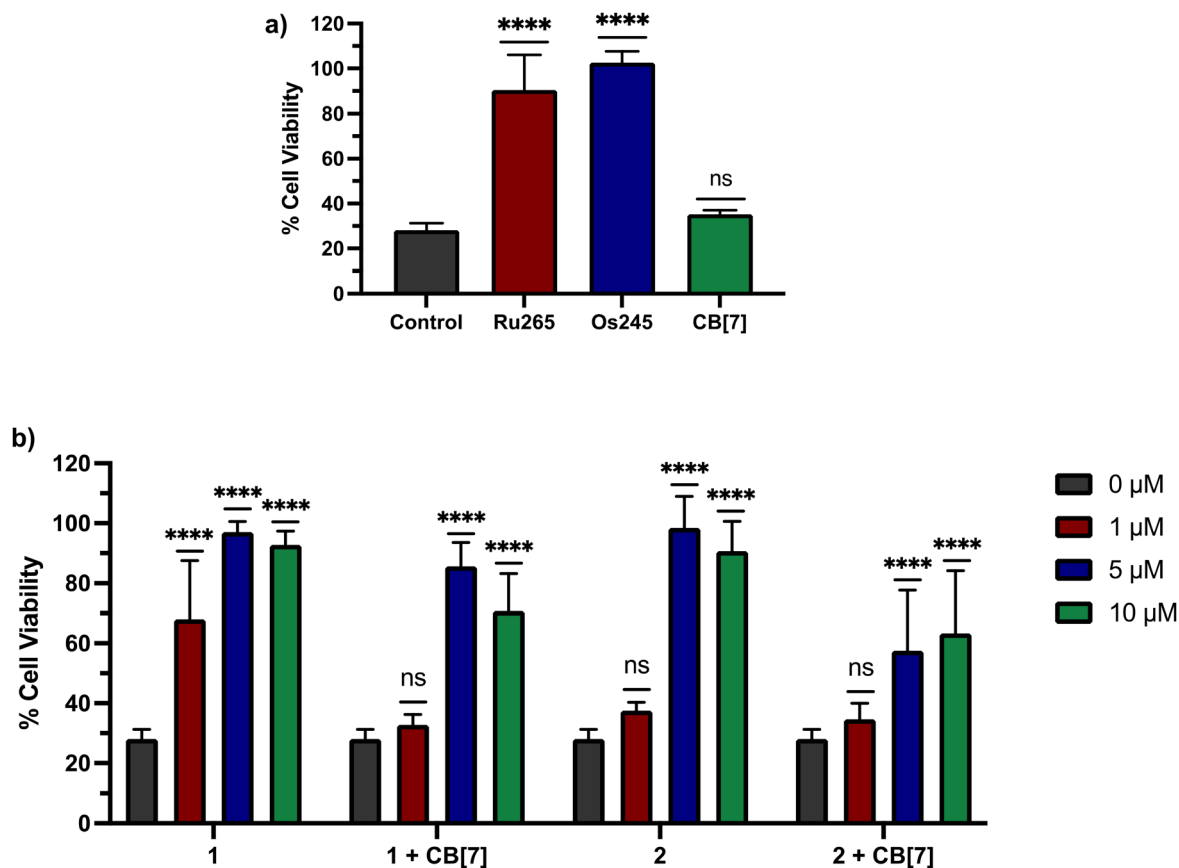 a)
% Cell Viability
120
100
80
60
40
20
0
****
****
ns
Control Ru265 Os245 CB[7]
b)
% Cell Viability
120
100
80
60
40
20
0
**** **** ****
ns **** ****
ns **** ****
ns **** ****
1 1 + CB[7] 2 2 + CB[7]
0 µM
1 µM
5 µM
10 µM